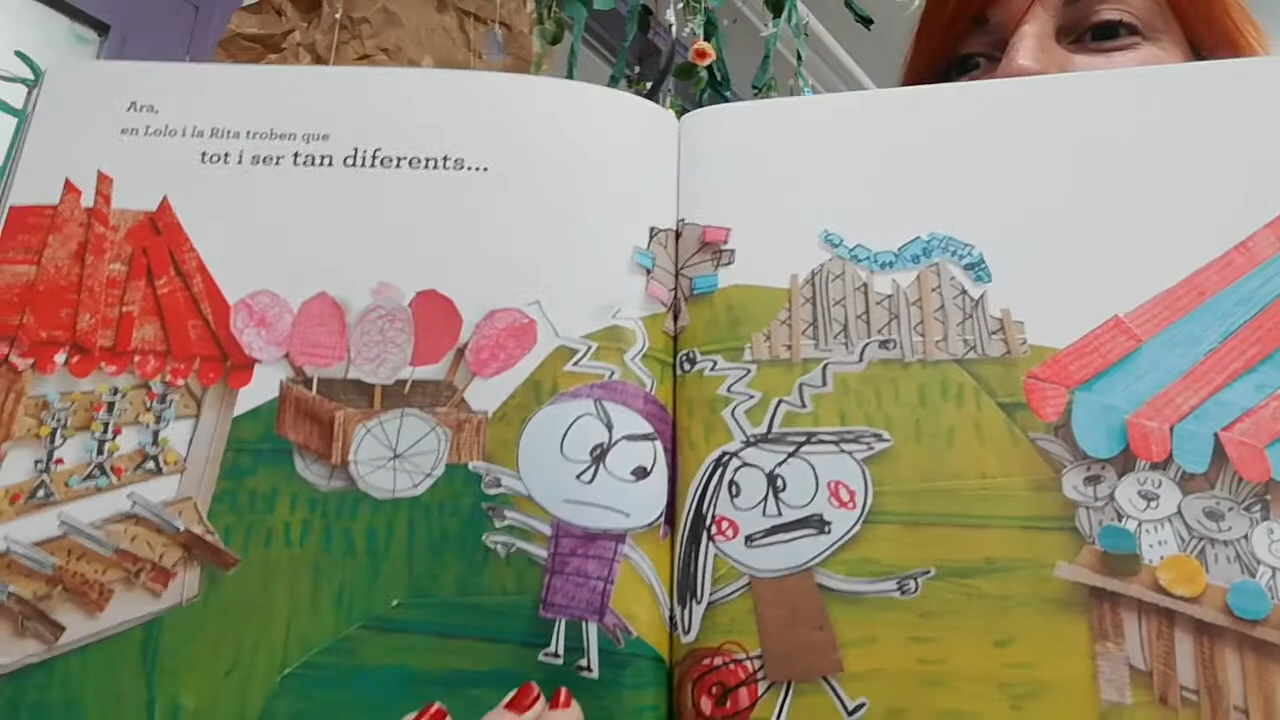 Ara,
en Lolo i la Rita troben que
tot i ser tan diferents...